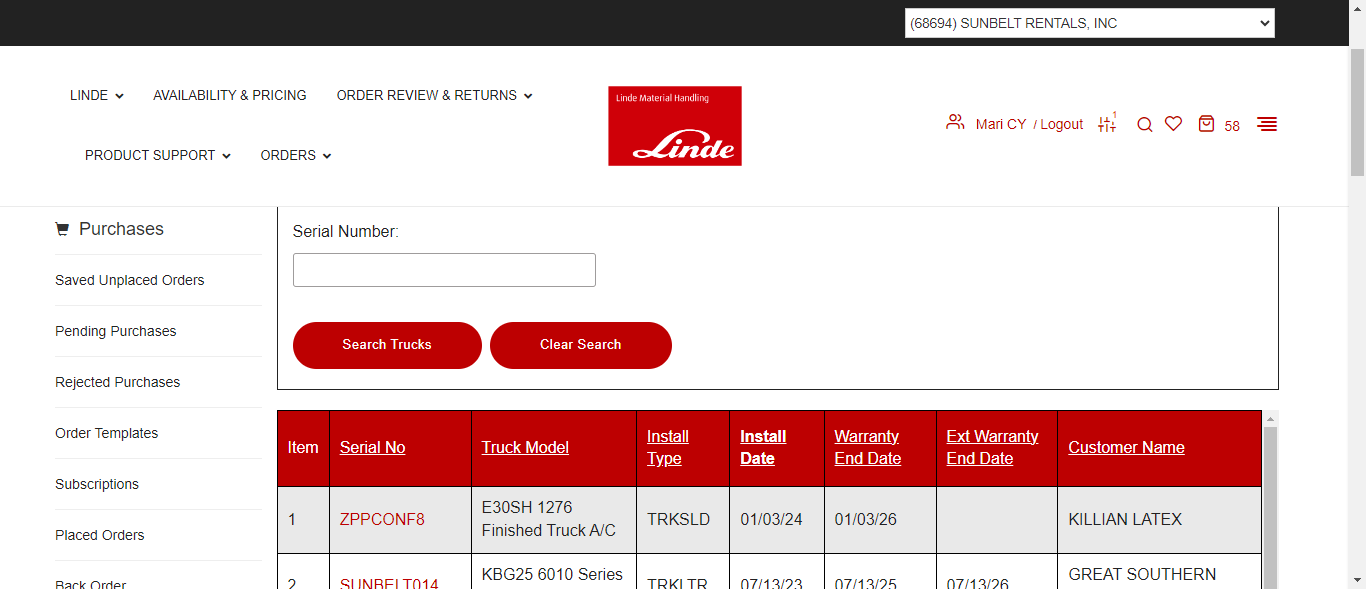 (68694) SUNBELT RENTALS, INC
LINDE
AVAILABILITY & PRICING
ORDER REVIEW & RETURNS
PRODUCT SUPPORT
ORDERS
Linde Material Handling
Linde
Mari CY / Logout
1
58
Purchases
Saved Unplaced Orders
Pending Purchases
Rejected Purchases
Order Templates
Subscriptions
Placed Orders
Back Order
Serial Number:
Search Trucks
Clear Search
Item
Serial No
Truck Model
Install
Type
Install
Date
Warranty
End Date
Ext Warranty
End Date
Customer Name
1
ZPPCONF8
E30SH 1276
Finished Truck A/C
TRKSLD
01/03/24
01/03/26
KILLIAN LATEX
2
SUNBELT014
KBG25 6010 Series
TRKLTR
07/13/23
07/13/25
07/13/26
GREAT SOUTHERN